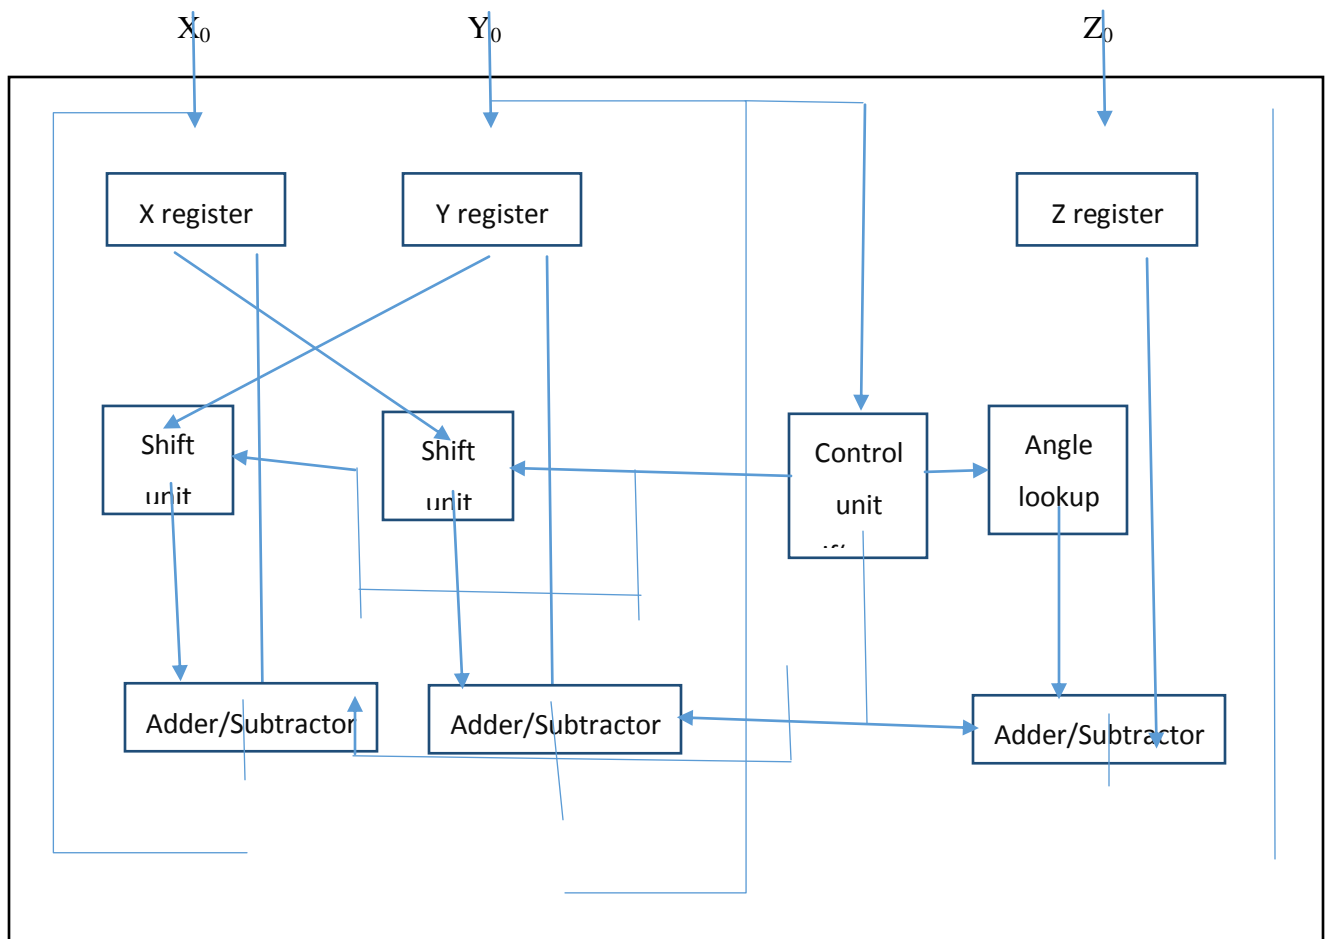 X₀
Y₀
Z₀
X register
Y register
Z register
Shift
unit
Shift
unit
Control
unit
Angle
lookup
Adder/Subtractor
Adder/Subtractor
Adder/Subtractor